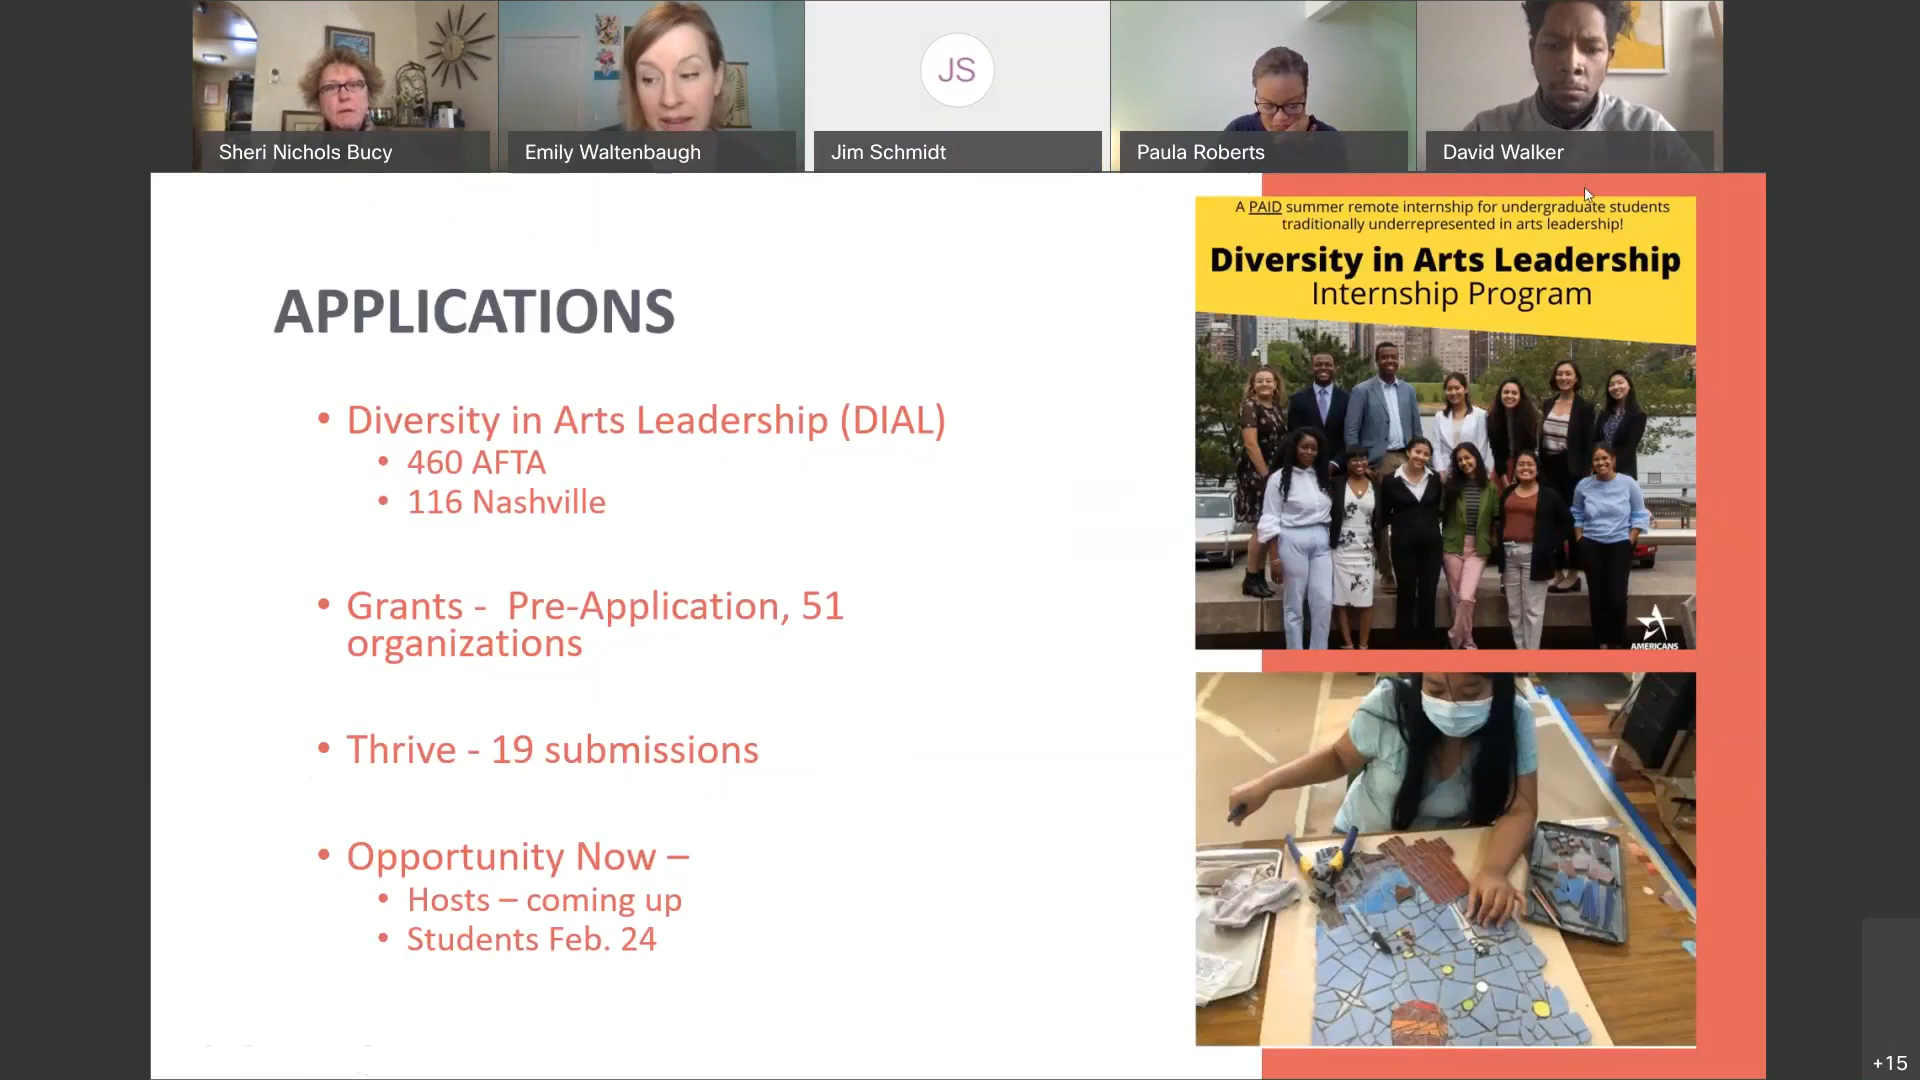 Sheri Nichols Bucy
Emily Waltenbaugh
JS
Jim Schmidt
Paula Roberts
David Walker
APPLICATIONS
• Diversity in Arts Leadership (DIAL)
• 460 AFTA
• 116 Nashville
• Grants - Pre-Application, 51
organizations
• Thrive - 19 submissions
• Opportunity Now –
• Hosts – coming up
• Students Feb. 24
A PAID summer remote internship for undergraduate students
traditionally underrepresented in arts leadership!
Diversity in Arts Leadership
Internship Program
AMERICANS
+15